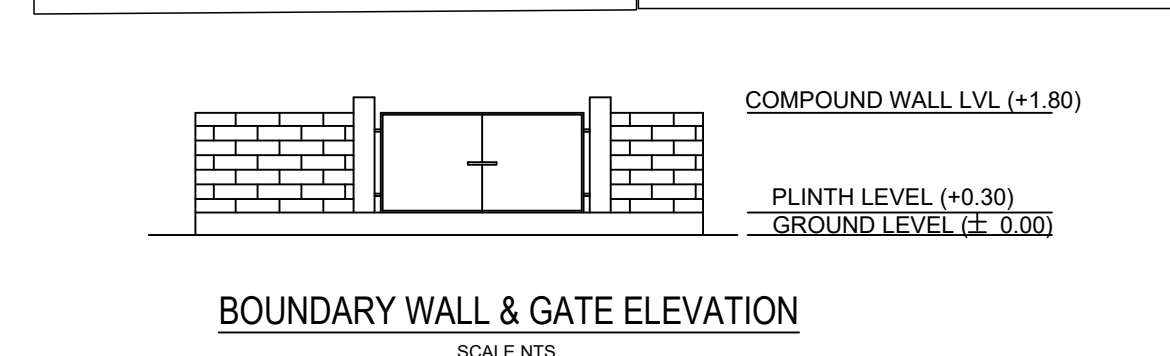 COMPOUND WALL LVL (+1.80)
PLINTH LEVEL (+0.30)
GROUND LEVEL (± 0.00)
BOUNDARY WALL & GATE ELEVATION
SCALE NTS